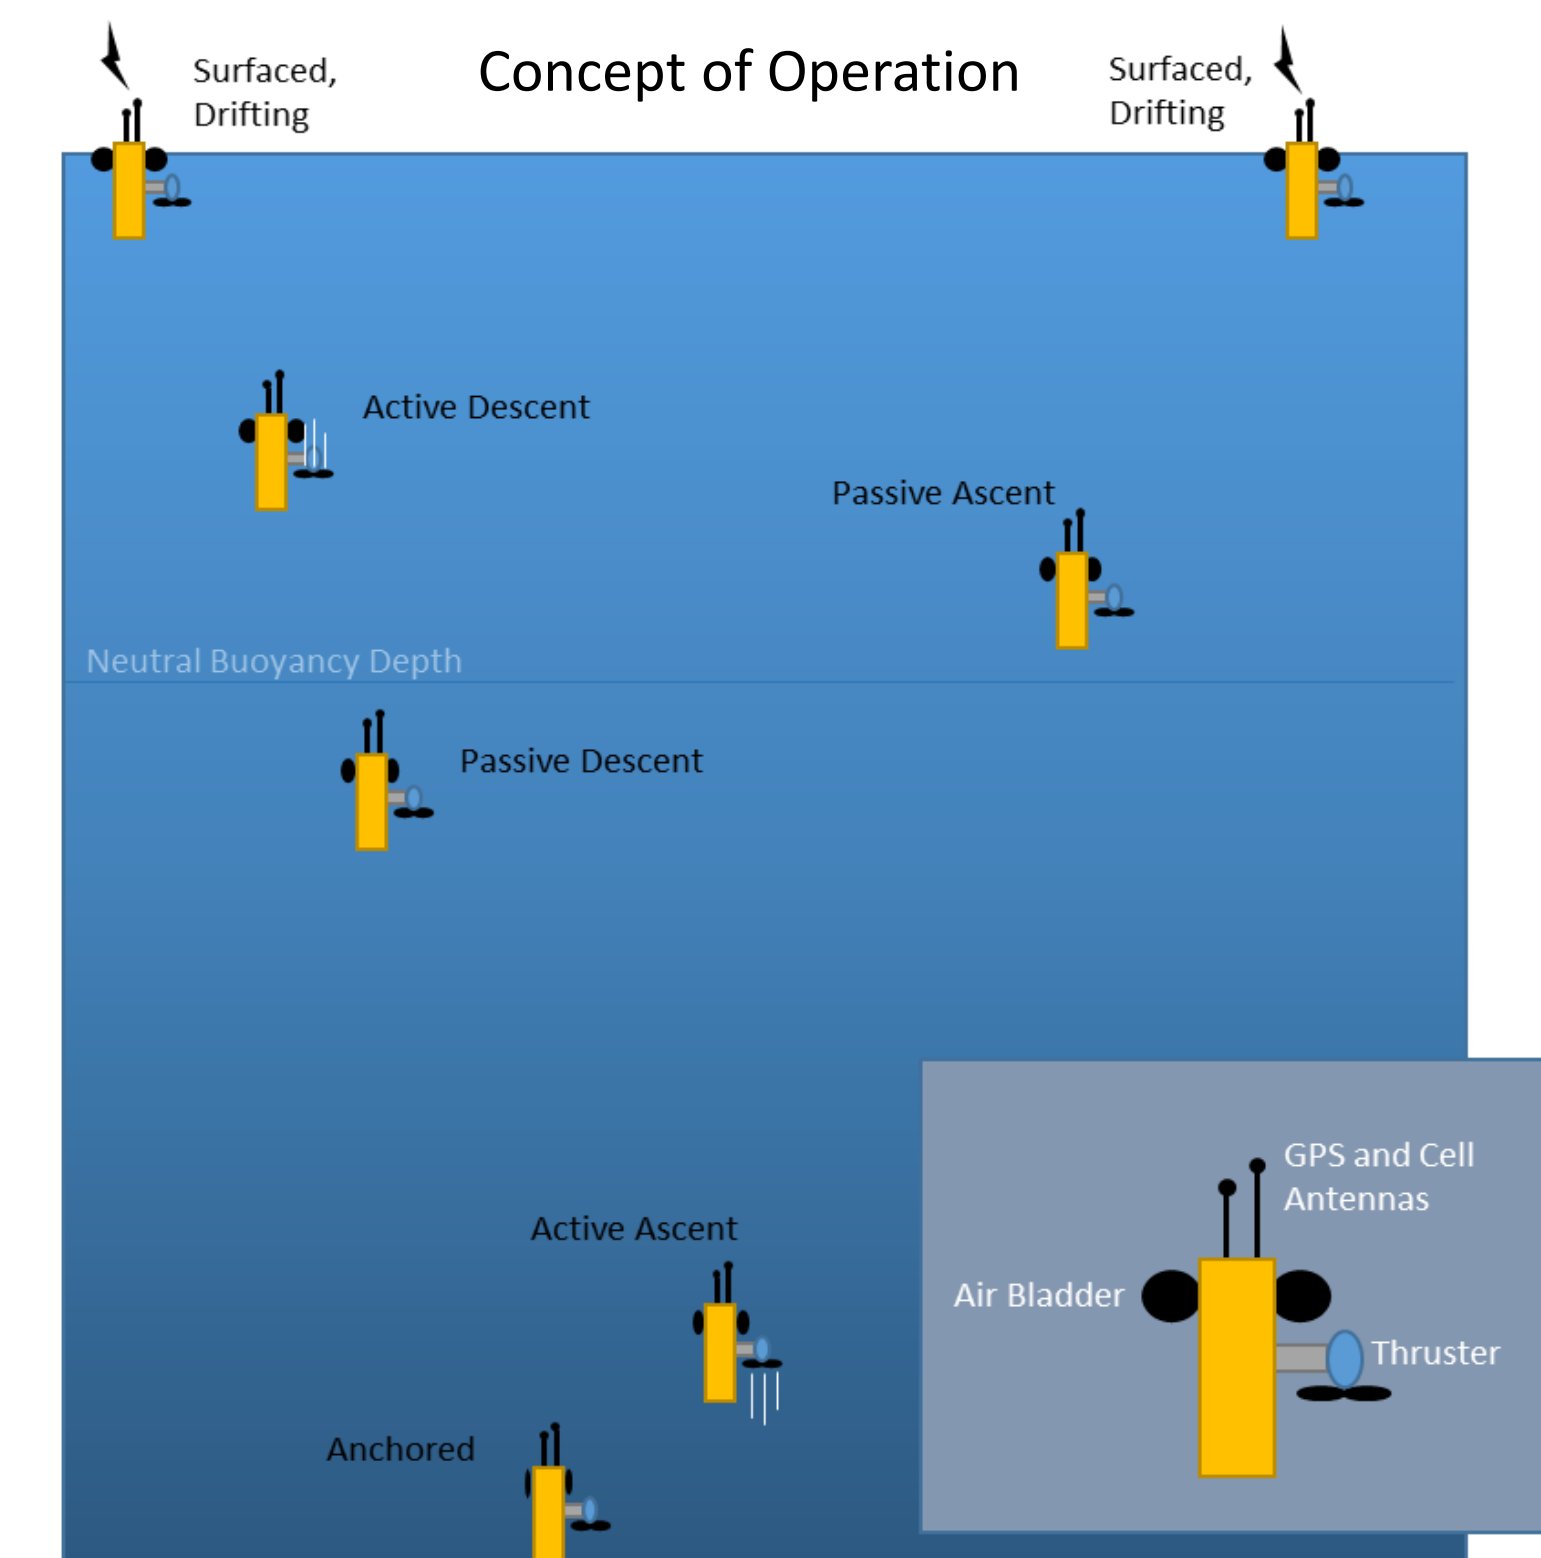 Concept of Operation
Surfaced,
Drifting
Surfaced,
Drifting
Active Descent
Passive Ascent
Neutral Buoyancy Depth
Passive Descent
Active Ascent
Anchored
GPS and Cell
Antennas
Air Bladder
Thruster